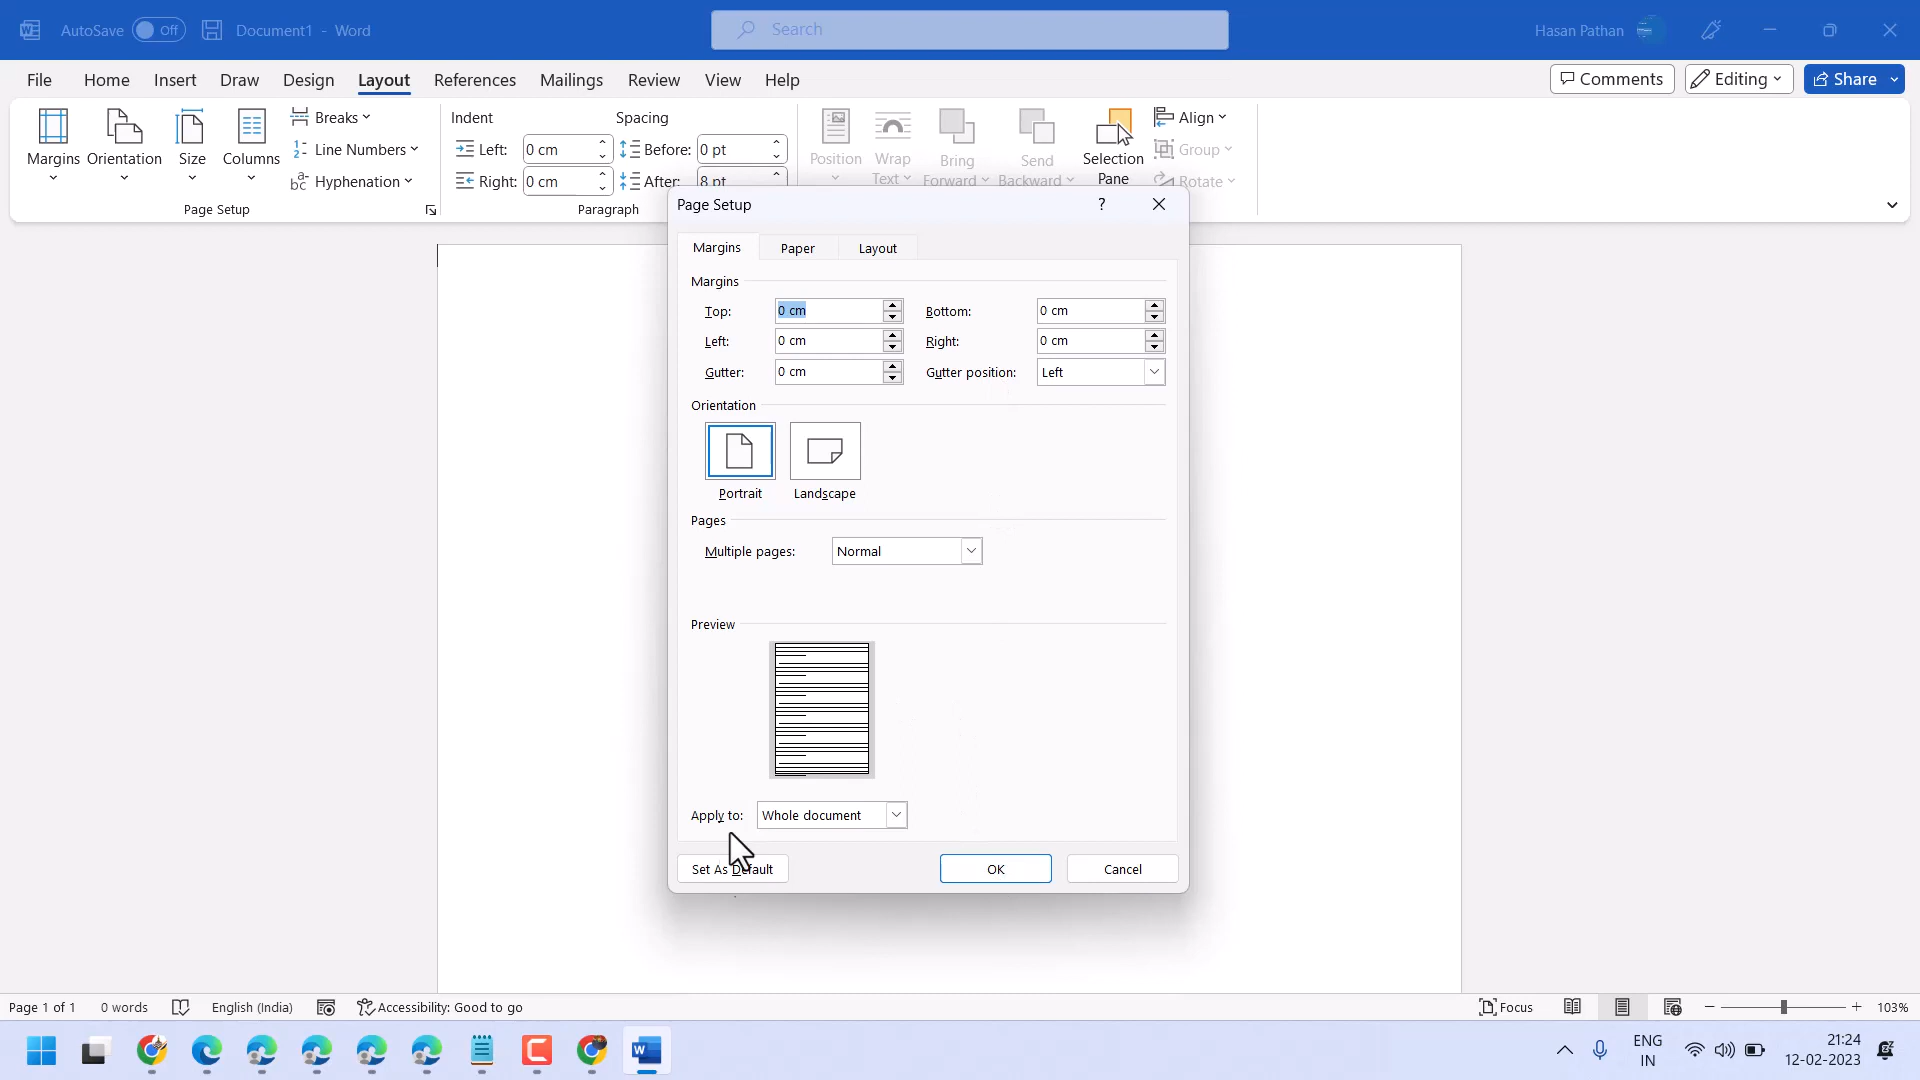 AutoSave Off Document1 - Word Search Hasan Pathan
File Home Insert Draw Design Layout References Mailings Review View Help Comments Editing Share
Margins Orientation Size Columns Breaks Line Numbers Hyphenation
Page Setup
Indent Spacing
Left: 0 cm Before: 0 pt
Right: 0 cm After: 8 pt
Paragraph
Position Wrap Text Bring Forward Send Backward Selection Pane Align Group Rotate
Page Setup ?
Margins Paper Layout
Margins
Top: 0 cm Bottom: 0 cm
Left: 0 cm Right: 0 cm
Gutter: 0 cm Gutter position: Left
Orientation
Portrait Landscape
Pages
Multiple pages: Normal
Preview
Apply to: Whole document
Set As Default OK Cancel
Page 1 of 1 0 words English (India) Accessibility: Good to go Focus 103%
ENG 21:24
IN 12-02-2023